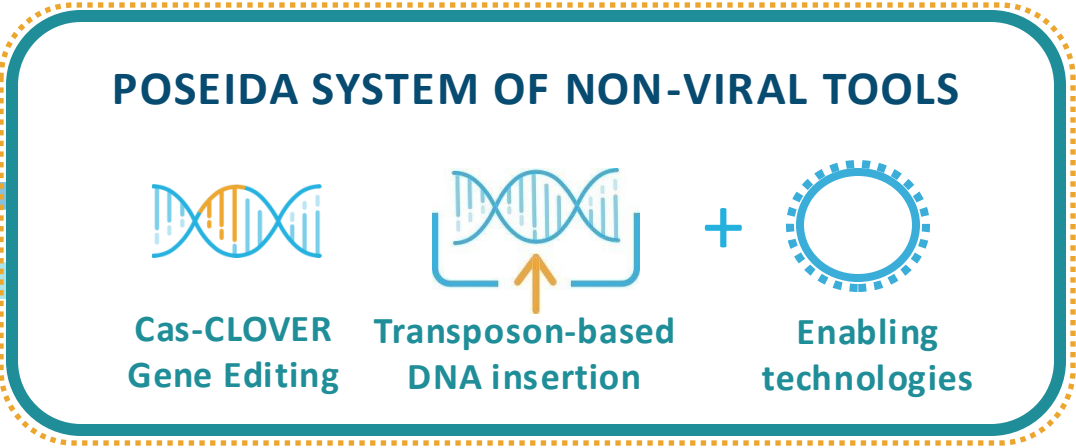 POSEIDA SYSTEM OF NON-VIRAL TOOLS
Cas-CLOVER
Gene Editing
Transposon-based
DNA insertion
+
Enabling
technologies